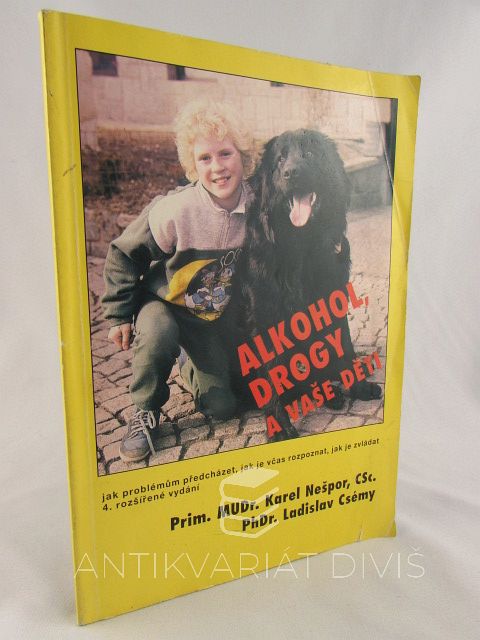 ALKOHOL,
DROGY
A VAŠE DĚTI
jak problémům předcházet, jak je včas rozpoznat, jak je zvládat
4. rozšířené vydání
Prim. MUDr. Karel Nešpor, CSc.
PhDr. Ladislav Csémy
ANTIKVARIÁT DIVIŠ